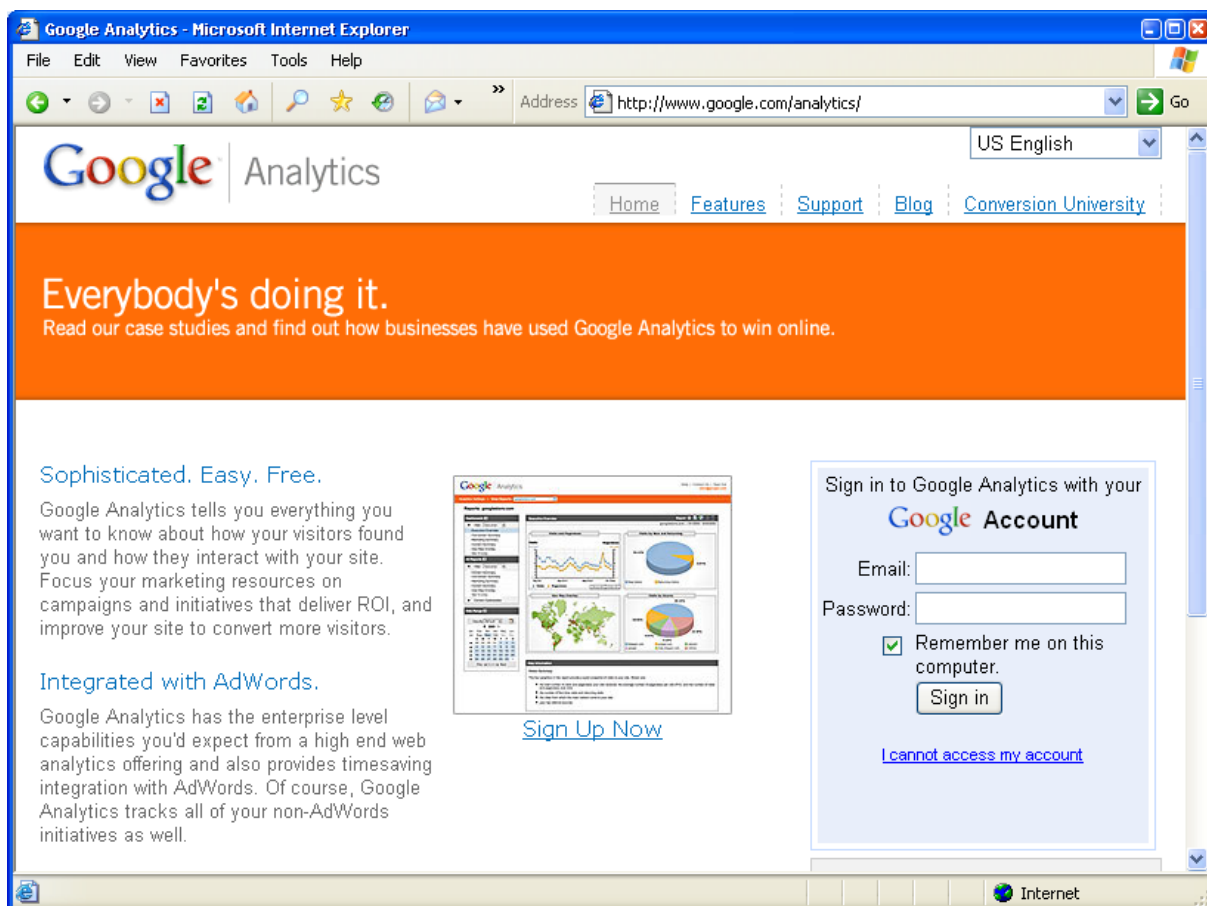 Google Analytics - Microsoft Internet Explorer
File Edit View Favorites Tools Help
» Address http://www.google.com/analytics/ Go
US English
Google Analytics
Home Features Support Blog Conversion University
Everybody's doing it.
Read our case studies and find out how businesses have used Google Analytics to win online.
Sophisticated. Easy. Free.
Google Analytics tells you everything you
want to know about how your visitors found
you and how they interact with your site.
Focus your marketing resources on
campaigns and initiatives that deliver ROI, and
improve your site to convert more visitors.
Integrated with AdWords.
Google Analytics has the enterprise level
capabilities you'd expect from a high end web
analytics offering and also provides timesaving
integration with AdWords. Of course, Google
Analytics tracks all of your non-AdWords
initiatives as well.
Google Analytics
Sign Up Now
Sign in to Google Analytics with your
Google Account
Email:
Password:
Remember me on this
computer.
Sign in
I cannot access my account
Internet